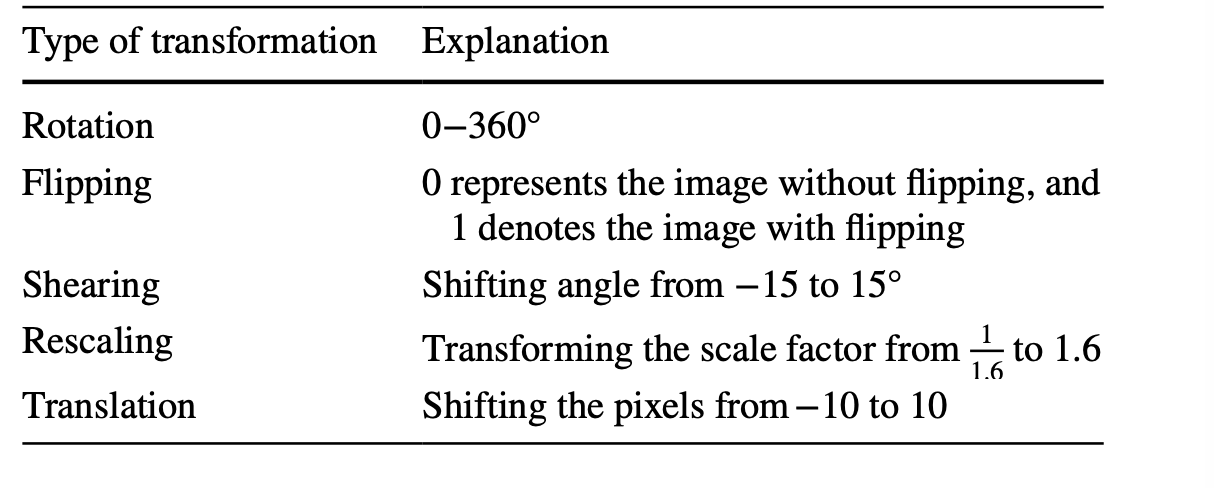 Type of transformation Explanation
Rotation 0–360°
Flipping 0 represents the image without flipping, and
1 denotes the image with flipping
Shearing Shifting angle from −15 to 15°
Rescaling Transforming the scale factor from 1/1.6 to 1.6
Translation Shifting the pixels from −10 to 10